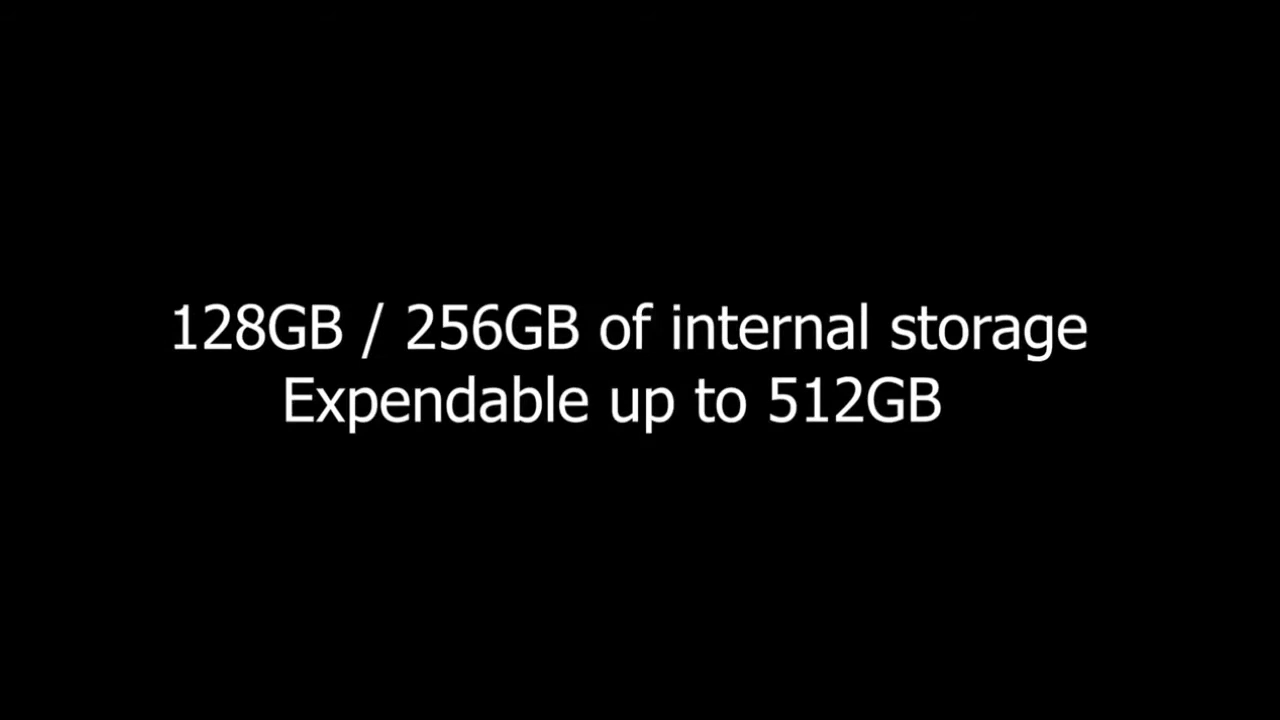 128GB / 256GB of internal storage
Expendable up to 512GB